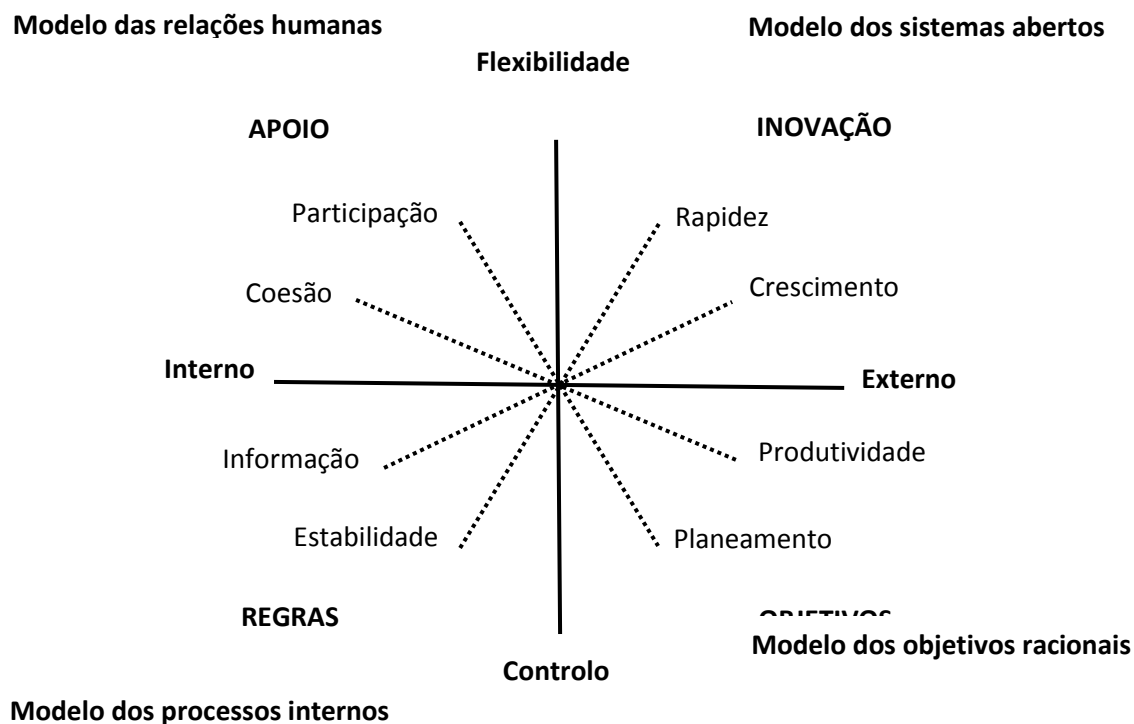 Modelo das relações humanas
Modelo dos sistemas abertos
Flexibilidade
APOIO
INOVAÇÃO
Participação
Rapidez
Coesão
Crescimento
Interno
Externo
Informação
Produtividade
Estabilidade
Planeamento
REGRAS
OBJETIVOS
Modelo dos objetivos racionais
Controlo
Modelo dos processos internos